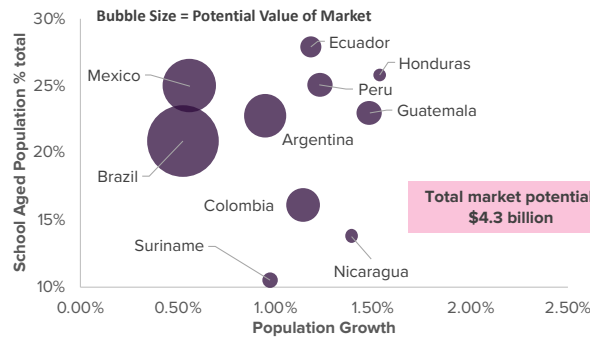 Bubble Size = Potential Value of Market
School Aged Population % total
30%
25%
20%
15%
10%
Ecuador
Honduras
Mexico
Peru
Guatemala
Argentina
Brazil
Colombia
Total market potential
$4.3 billion
Suriname
Nicaragua
0.00% 0.50% 1.00% 1.50% 2.00% 2.50%
Population Growth